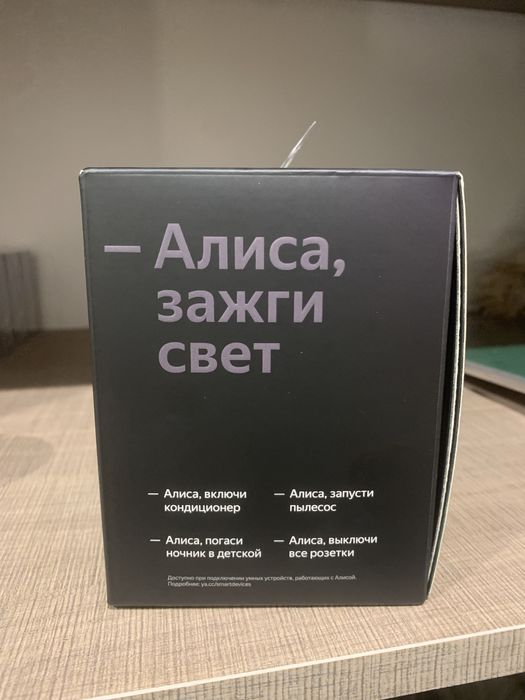 — Алиса,
зажги
свет
— Алиса, включи
кондиционер
— Алиса, запусти
пылесос
— Алиса, погаси
ночник в детской
— Алиса, выключи
все розетки
Доступно при подключении умных устройств, работающих с Алисой.
Подробнее: ya.cc/smartdevices